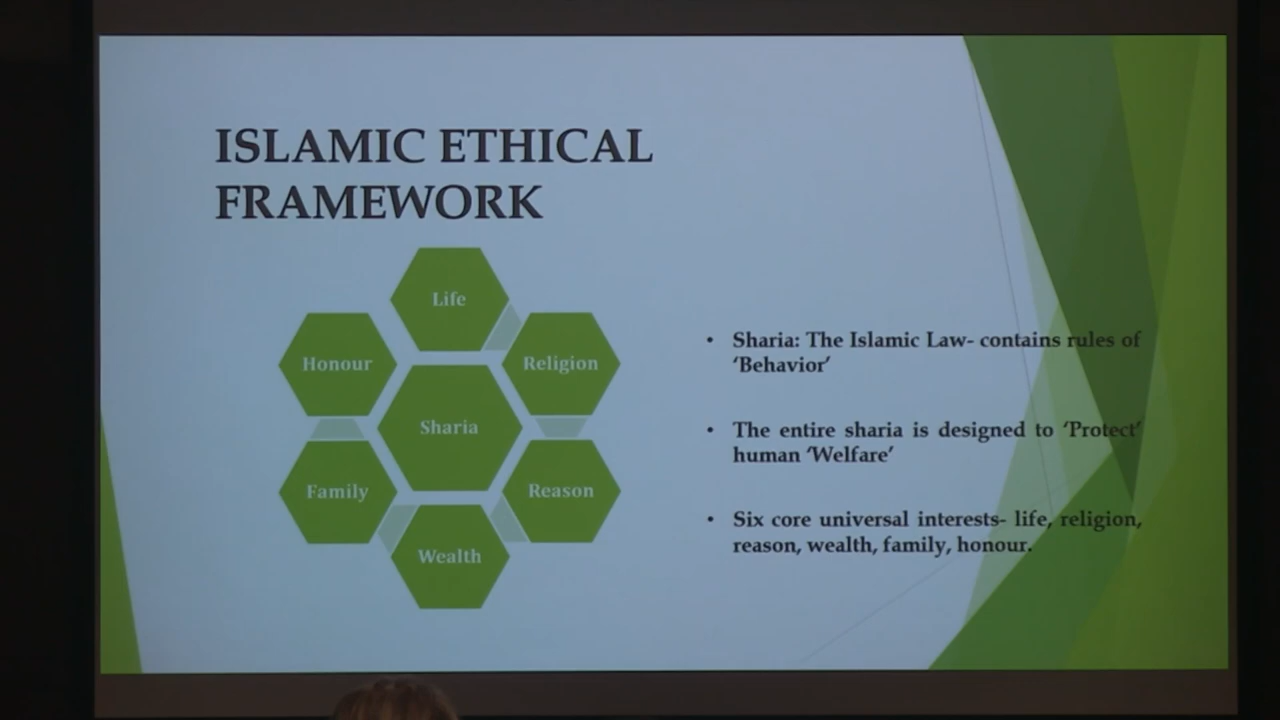 ISLAMIC ETHICAL
FRAMEWORK
Life
Honour
Religion
Sharia
Family
Reason
Wealth
• Sharia: The Islamic Law- contains rules of
‘Behavior’
• The entire sharia is designed to ‘Protect’
human ‘Welfare’
• Six core universal interests- life, religion,
reason, wealth, family, honour.